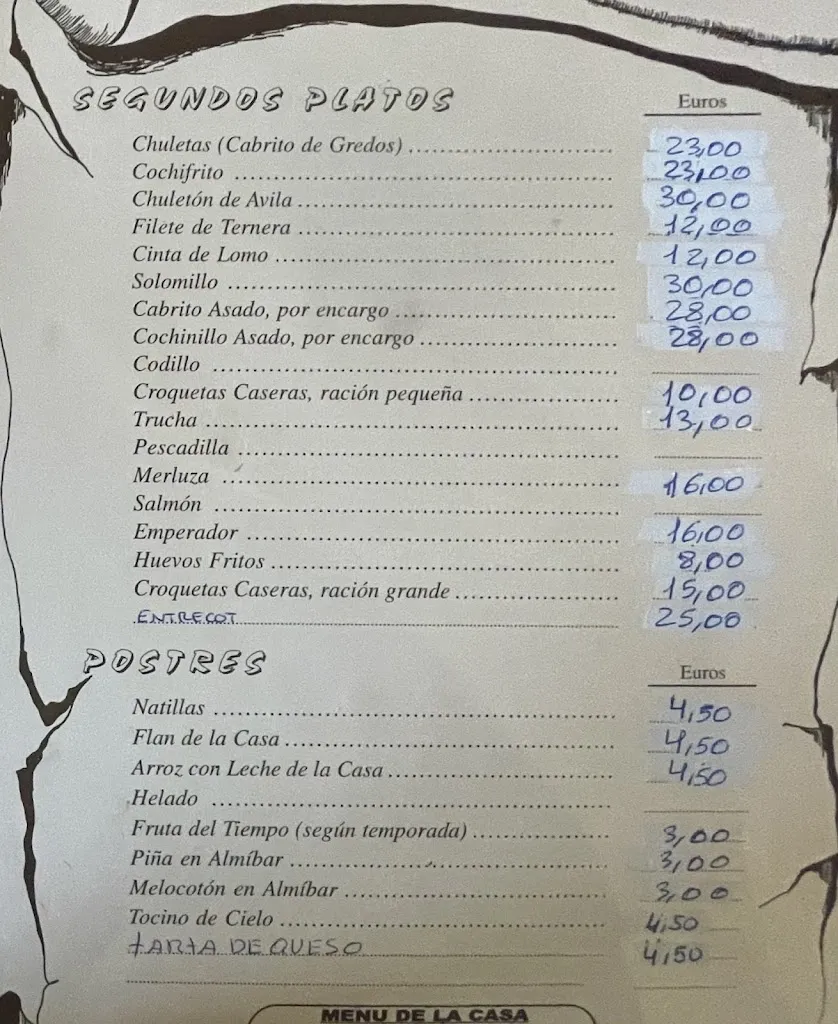 SEGUNDOS PLATOS Euros
Chuletas (Cabrito de Gredos) 23,00
Cochifrito 23,00
Chuletón de Avila 30,00
Filete de Ternera 12,00
Cinta de Lomo 12,00
Solomillo 30,00
Cabrito Asado, por encargo 28,00
Cochinillo Asado, por encargo 28,00
Codillo
Croquetas Caseras, ración pequeña 10,00
Trucha 13,00
Pescadilla
Merluza 16,00
Salmón
Emperador 16,00
Huevos Fritos 8,00
Croquetas Caseras, ración grande 15,00
ENTRECOT 25,00
POSTRES Euros
Natillas 4,50
Flan de la Casa 4,50
Arroz con Leche de la Casa 4,50
Helado
Fruta del Tiempo (según temporada) 3,00
Piña en Almíbar 3,00
Melocotón en Almíbar 3,00
Tocino de Cielo 4,50
tARtA DE QUESO 4,50
MENU DE LA CASA